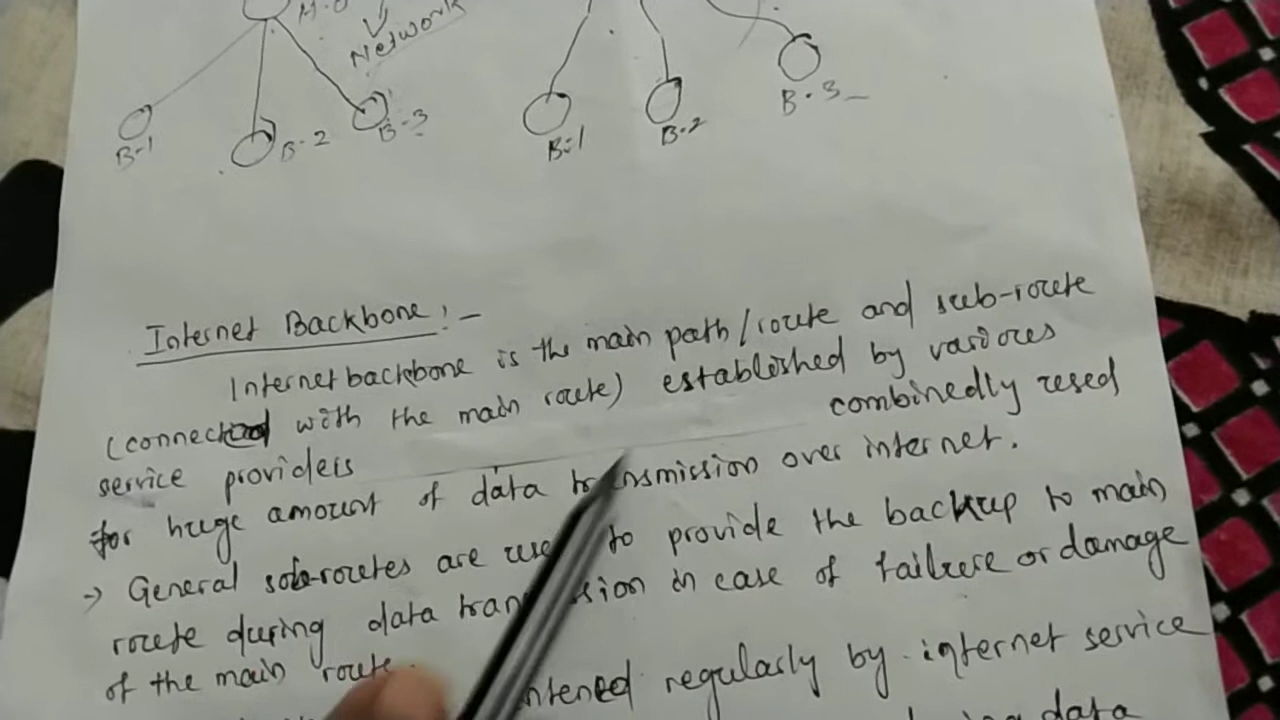 Network
B-1
B-2
B-3
B-1
B-2
B-3
Internet Backbone :-
Internet backbone is the main path/route and sub-route
(connected with the main route) established by various
service providers combinedly used
for huge amount of data transmission over internet.
→ General sub-routes are used to provide the backup to main
route during data transmission in case of failure or damage
of the main route.
regularly by internet service
data